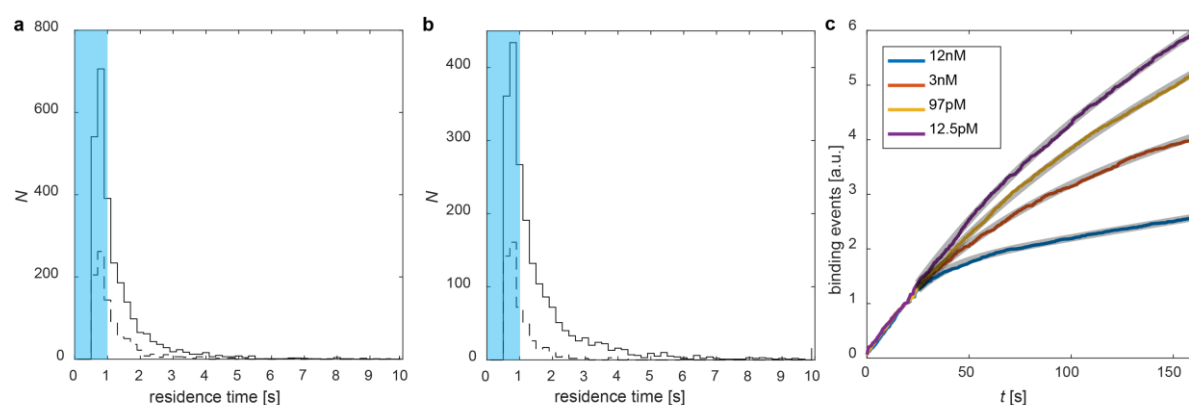 a
800
600
400
200
0
N
0 1 2 3 4 5 6 7 8 9 10
residence time [s]
b
400
300
200
100
0
N
0 1 2 3 4 5 6 7 8 9 10
residence time [s]
c
6
5
4
3
2
1
0
binding events [a.u.]
12nM
3nM
97pM
12.5pM
0 50 100 150
t [s]